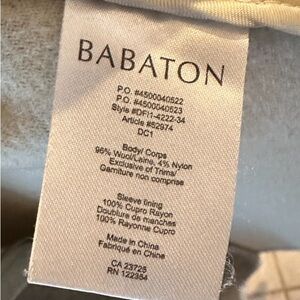 BABATON
P.O. #4500040522
P.O. #4500040523
Style #DFI1-4222-34
Article #52974
DC1
Body/ Corps
96% Wool/Laine, 4% Nylon
Exclusive of Trims/
Garniture non comprise
Sleeve lining
100% Cupro Rayon
Doublure de manches
100% Rayonne Cupro
Made in China
Fabriqué en Chine
CA 23725
RN 122354